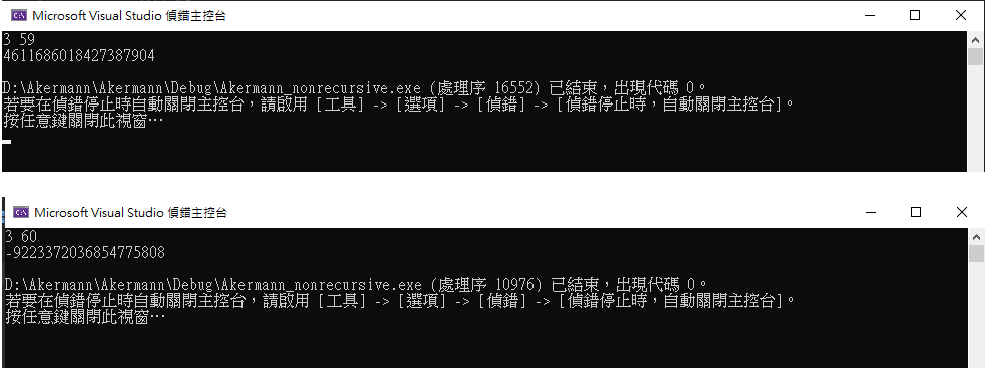 Microsoft Visual Studio 偵錯主控台
3 59
4611686018427387904
D:\Akermann\Akermann\Debug\Akermann_nonrecursive.exe (處理序 16552) 已結束，出現代碼 0。
若要在偵錯停止時自動關閉主控台，請啟用 [工具] -> [選項] -> [偵錯] -> [偵錯停止時，自動關閉主控台]。
按任意鍵關閉此視窗…
Microsoft Visual Studio 偵錯主控台
3 60
-9223372036854775808
D:\Akermann\Akermann\Debug\Akermann_nonrecursive.exe (處理序 10976) 已結束，出現代碼 0。
若要在偵錯停止時自動關閉主控台，請啟用 [工具] -> [選項] -> [偵錯] -> [偵錯停止時，自動關閉主控台]。
按任意鍵關閉此視窗…